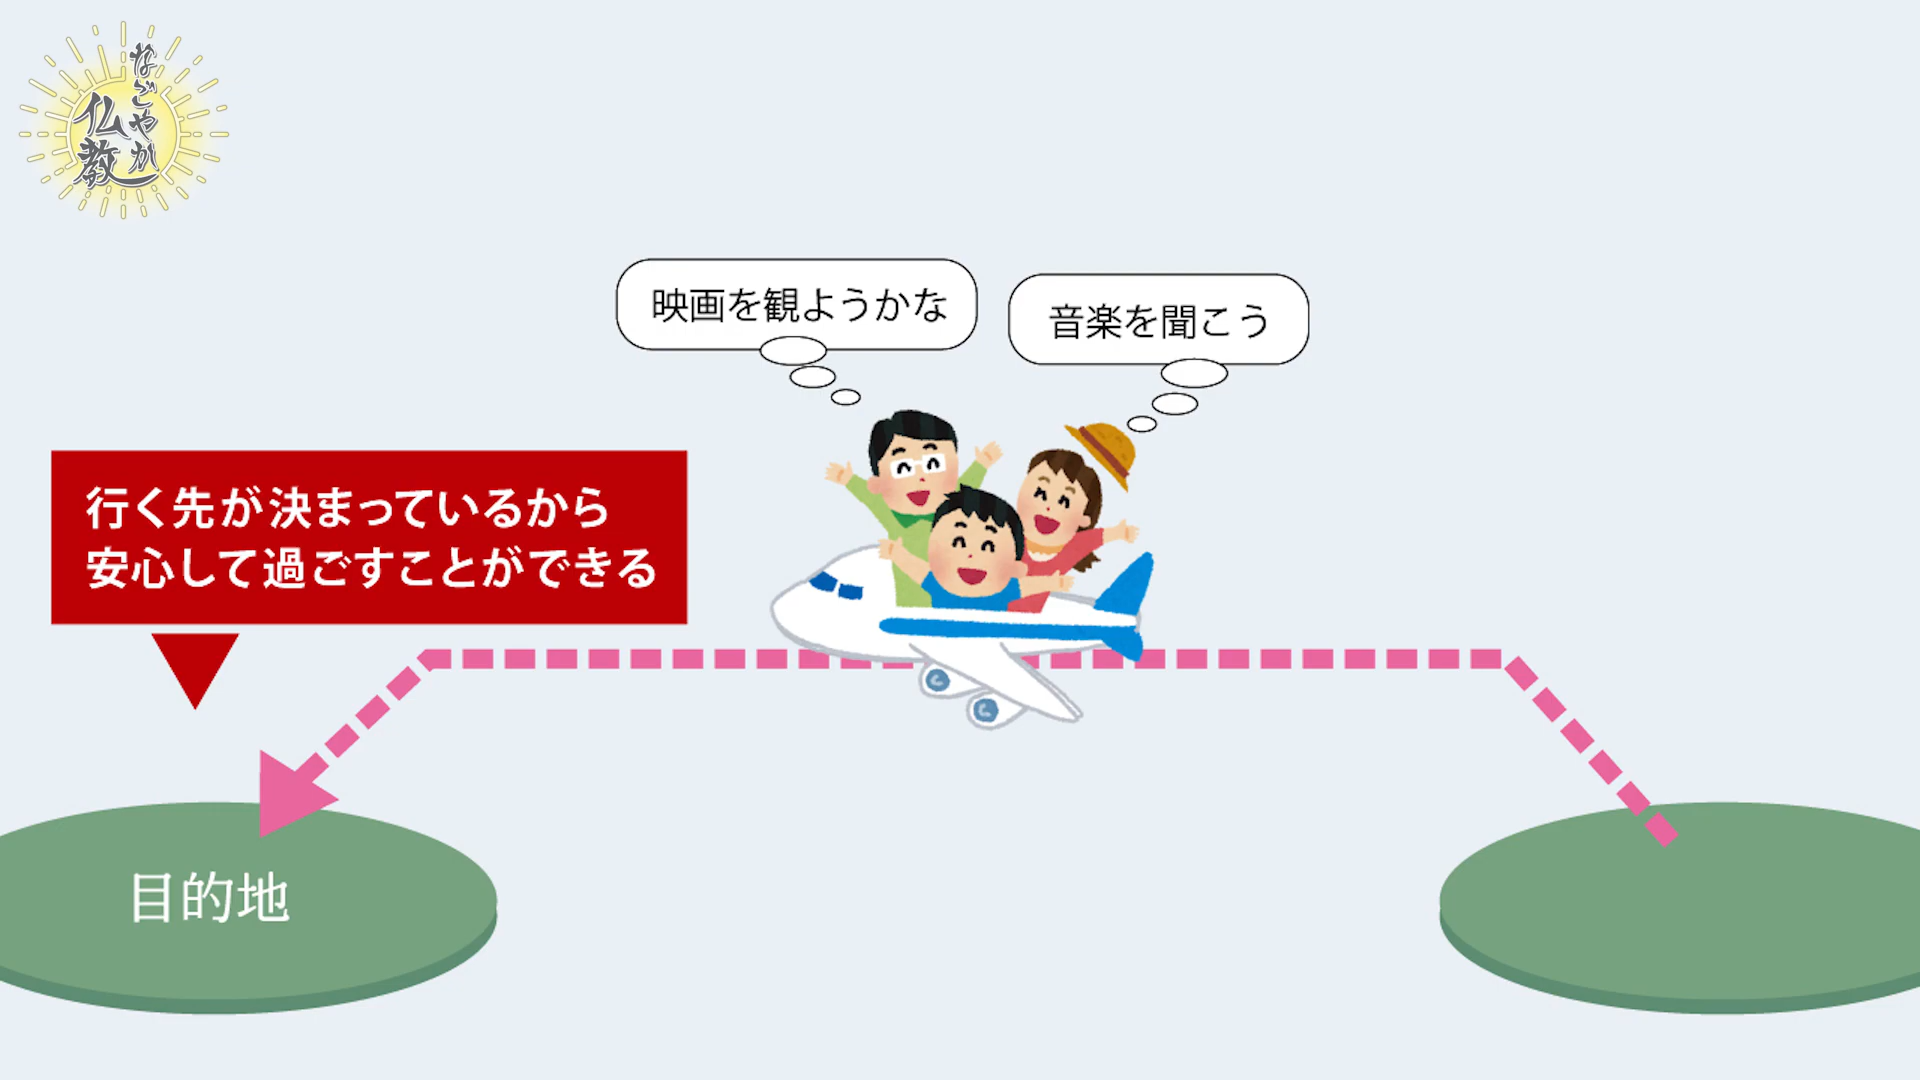 なごやか
仏教
映画を観ようかな
音楽を聞こう
行く先が決まっているから
安心して過ごすことができる
目的地